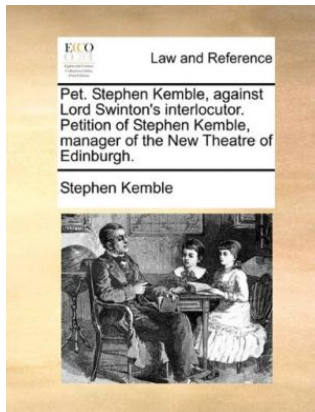 ECCO
Law and Reference
Pet. Stephen Kemble, against
Lord Swinton's interlocutor.
Petition of Stephen Kemble,
manager of the New Theatre of
Edinburgh.
Stephen Kemble